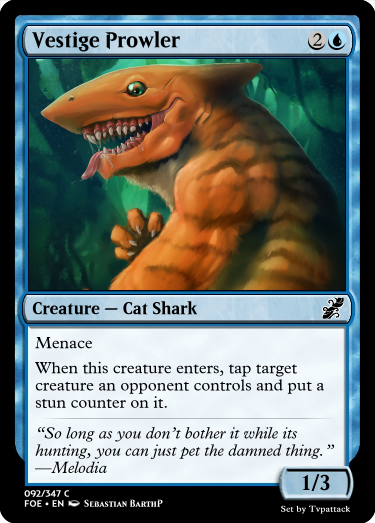 Vestige Prowler 2
Creature — Cat Shark
Menace
When this creature enters, tap target
creature an opponent controls and put a
stun counter on it.
“So long as you don’t bother it while its
hunting, you can just pet the damned thing.”
—Melodia
1/3
092/347 C
FOE • EN Sebastian BarthP
Set by Tvpattack